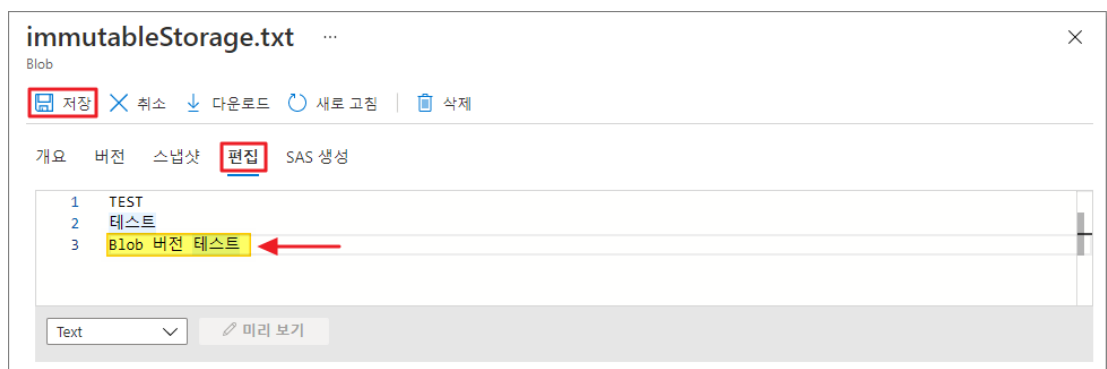 immutableStorage.txt ...
Blob
저장 취소 다운로드 새로 고침 삭제
개요 버전 스냅샷 편집 SAS 생성
1 TEST
2 테스트
3 Blob 버전 테스트
Text 미리 보기